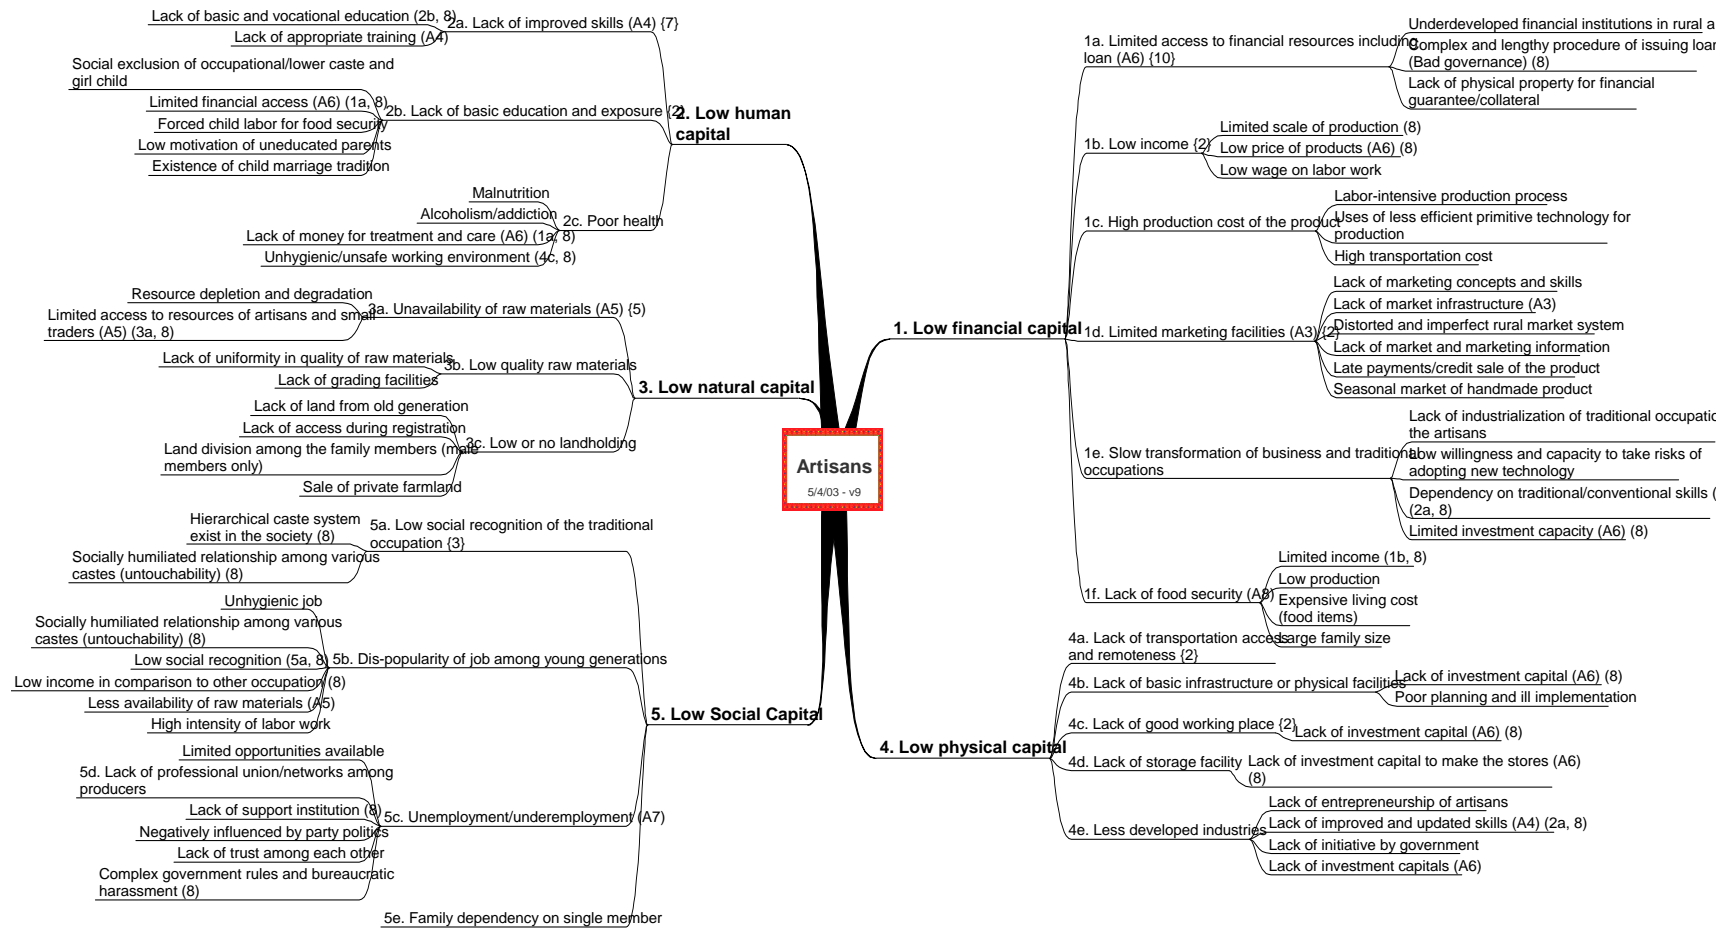 Artisans
5/4/03 - v9
1. Low financial capital
1a. Limited access to financial resources including
loan (A6) {10}
Underdeveloped financial institutions in rural
Complex and lengthy procedure of issuing
(Bad governance) (8)
Lack of physical property for financial
guarantee/collateral
1b. Low income {2}
Limited scale of production (8)
Low price of products (A6) (8)
Low wage on labor work
1c. High production cost of the product
Labor-intensive production process
Uses of less efficient primitive technology for
production
High transportation cost
1d. Limited marketing facilities (A3) {2}
Lack of marketing concepts and skills
Lack of market infrastructure (A3)
Distorted and imperfect rural market system
Lack of market and marketing information
Late payments/credit sale of the product
Seasonal market of handmade product
1e. Slow transformation of business and traditional
occupations
Lack of industrialization of traditional
the artisans
Low willingness and capacity to take risks of
adopting new technology
Dependency on traditional/conventional skills (
(2a, 8)
Limited investment capacity (A6) (8)
1f. Lack of food security (A8)
Limited income (1b, 8)
Low production
Expensive living cost
(food items)
Large family size
2. Low human
capital
2a. Lack of improved skills (A4) {7}
Lack of basic and vocational education (2b, 8)
Lack of appropriate training (A4)
2b. Lack of basic education and exposure {2}
Social exclusion of occupational/lower caste and
girl child
Limited financial access (A6) (1a, 8)
Forced child labor for food security
Low motivation of uneducated parents
Existence of child marriage tradition
2c. Poor health
Malnutrition
Alcoholism/addiction
Lack of money for treatment and care (A6) (1a, 8)
Unhygienic/unsafe working environment (4c, 8)
3. Low natural capital
3a. Unavailability of raw materials (A5) {5)
Resource depletion and degradation
Limited access to resources of artisans and small
traders (A5) (3a, 8)
3b. Low quality raw materials
Lack of uniformity in quality of raw materials
Lack of grading facilities
3c. Low or no landholding
Lack of land from old generation
Lack of access during registration
Land division among the family members (male
members only)
Sale of private farmland
4. Low physical capital
4a. Lack of transportation access
and remoteness {2}
4b. Lack of basic infrastructure or physical facilities
Lack of investment capital (A6) (8)
Poor planning and ill implementation
4c. Lack of good working place {2}
Lack of investment capital (A6) (8)
4d. Lack of storage facility
Lack of investment capital to make the stores (A6)
(8)
4e. Less developed industries
Lack of entrepreneurship of artisans
Lack of improved and updated skills (A4) (2a, 8)
Lack of initiative by government
Lack of investment capitals (A6)
5. Low Social Capital
5a. Low social recognition of the traditional
occupation {3}
Hierarchical caste system
exist in the society (8)
Socially humiliated relationship among various
castes (untouchability) (8)
5b. Dis-popularity of job among young generations
Unhygienic job
Socially humiliated relationship among various
castes (untouchability) (8)
Low social recognition (5a, 8)
Low income in comparison to other occupation (8)
Less availability of raw materials (A5)
High intensity of labor work
5c. Unemployment/underemployment (A7)
Limited opportunities available
5d. Lack of professional union/networks among
producers
Lack of support institution (8)
Negatively influenced by party politics
Lack of trust among each other
Complex government rules and bureaucratic
harassment (8)
5e. Family dependency on single member